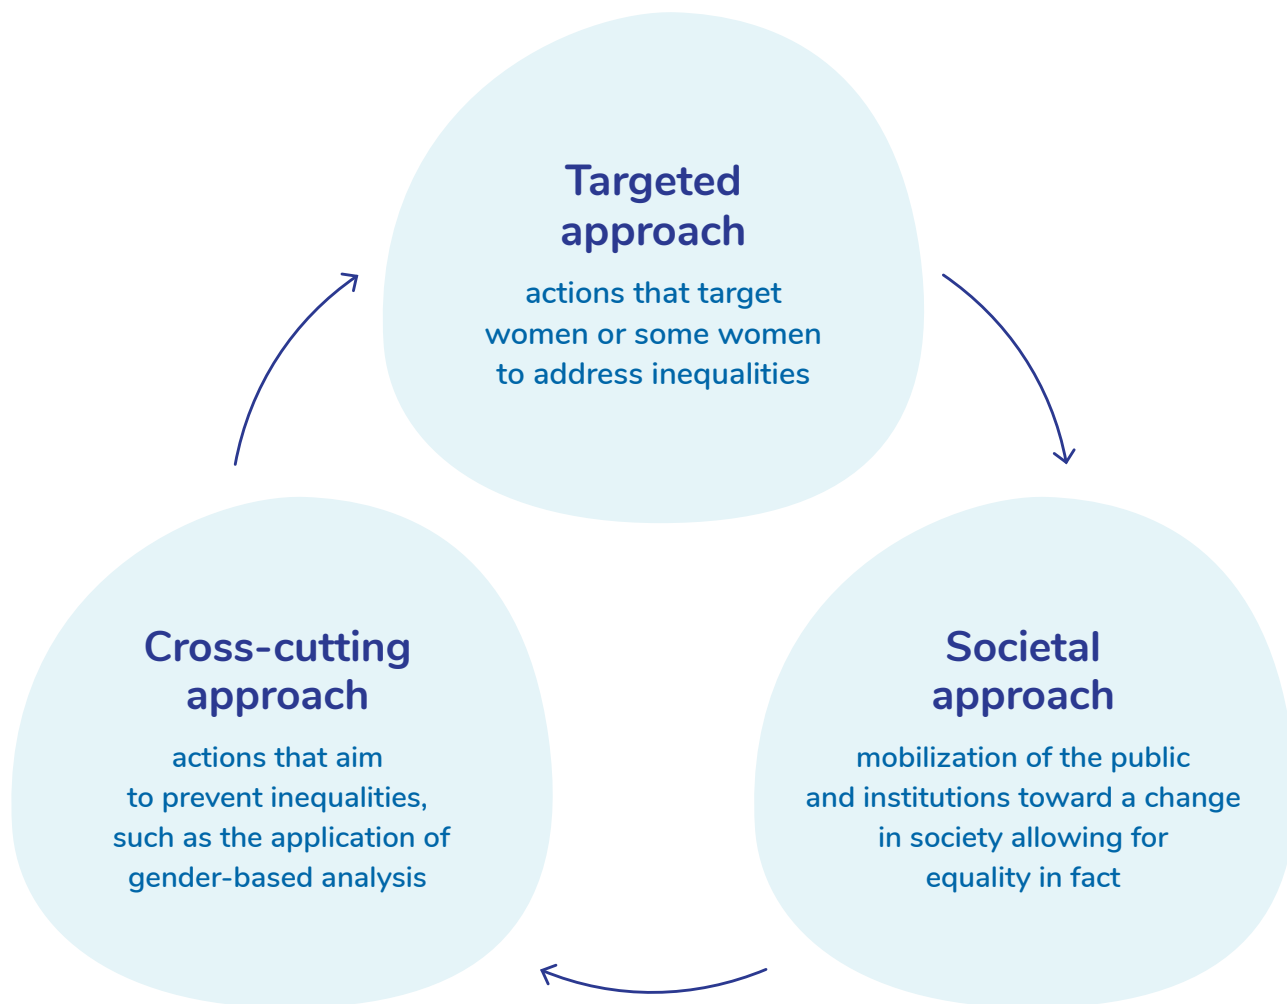 Targeted
approach
actions that target
women or some women
to address inequalities
Cross-cutting
approach
actions that aim
to prevent inequalities,
such as the application of
gender-based analysis
Societal
approach
mobilization of the public
and institutions toward a change
in society allowing for
equality in fact